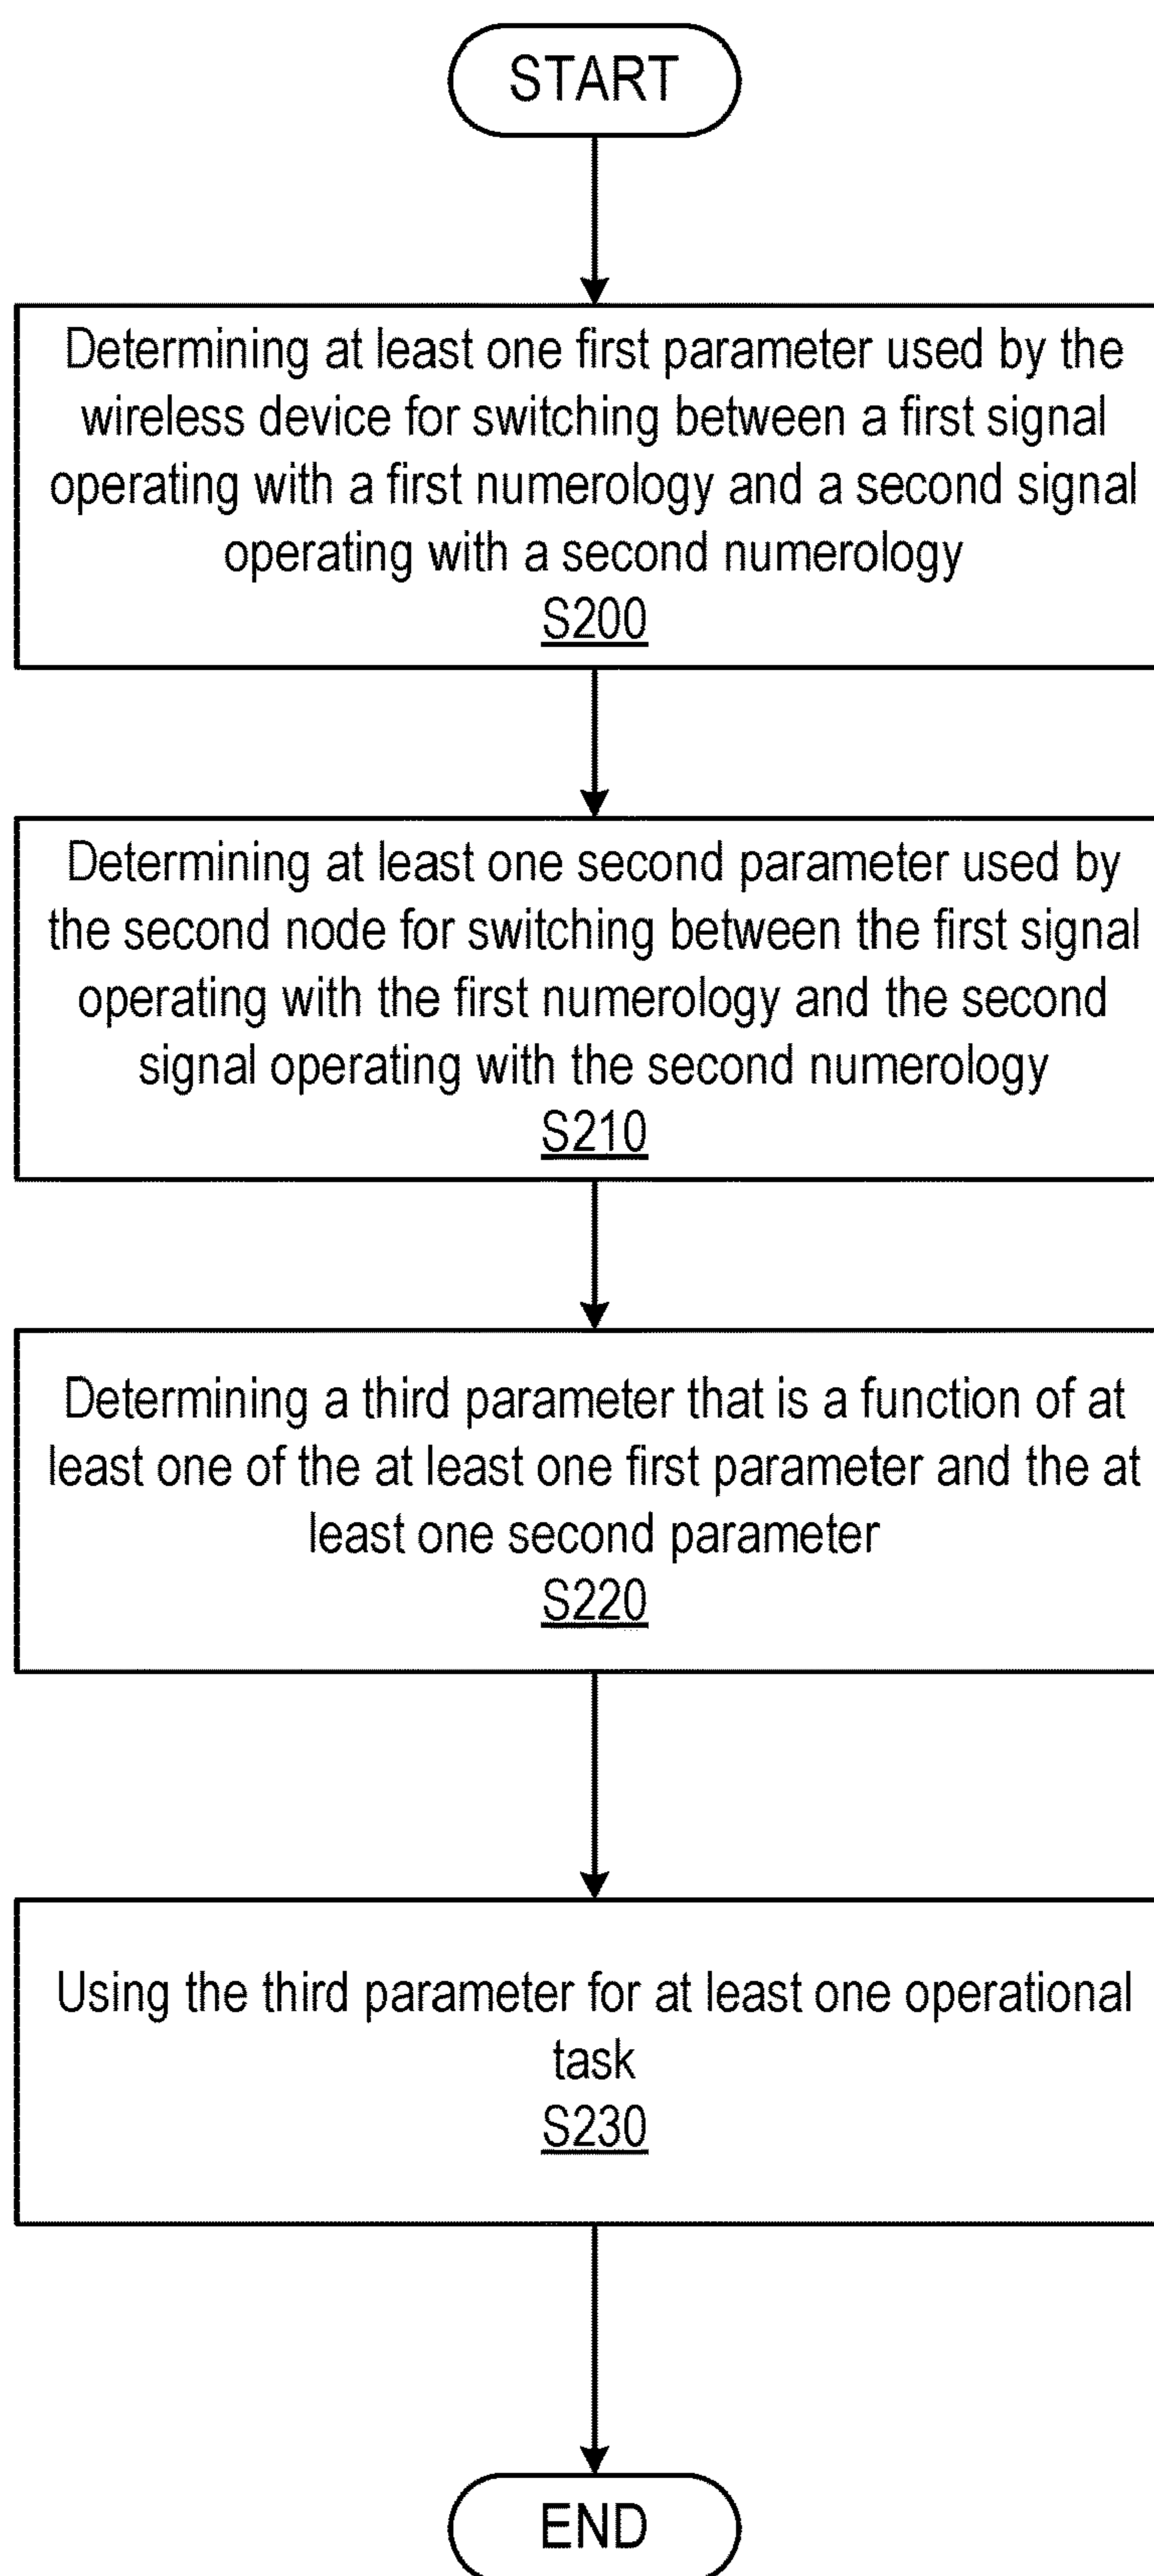 START
Determining at least one first parameter used by the
wireless device for switching between a first signal
operating with a first numerology and a second signal
operating with a second numerology
S200
Determining at least one second parameter used by
the second node for switching between the first signal
operating with the first numerology and the second
signal operating with the second numerology
S210
Determining a third parameter that is a function of at
least one of the at least one first parameter and the at
least one second parameter
S220
Using the third parameter for at least one operational
task
S230
END